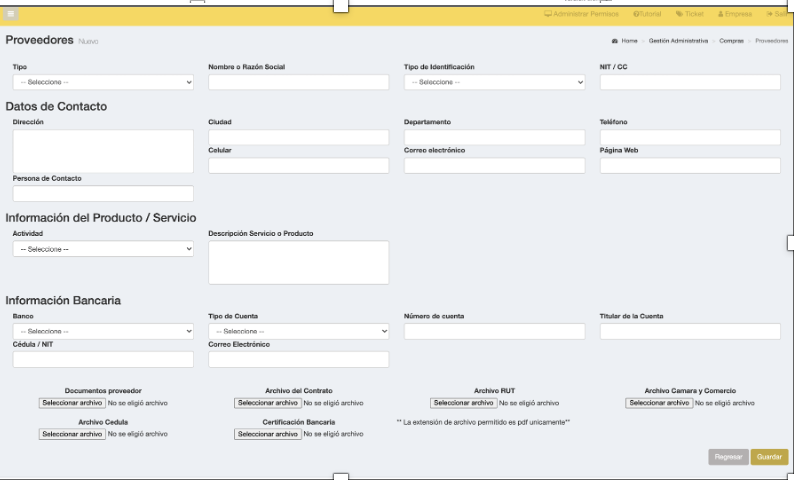 Administrar Permisos Tutorial Ticket Empresa Salir
Proveedores Nuevo
Home Gestión Administrativa Compras Proveedores
Tipo Nombre o Razón Social Tipo de Identificación NIT / CC
-- Seleccione -- -- Seleccione --
Datos de Contacto
Dirección Ciudad Departamento Teléfono
Celular Correo electrónico Página Web
Persona de Contacto
Información del Producto / Servicio
Actividad Descripción Servicio o Producto
-- Seleccione --
Información Bancaria
Banco Tipo de Cuenta Número de cuenta Titular de la Cuenta
-- Seleccione -- -- Seleccione --
Cédula / NIT Correo Electrónico
Documentos proveedor Archivo del Contrato Archivo RUT Archivo Camara y Comercio
Seleccionar archivo No se eligió archivo Seleccionar archivo No se eligió archivo Seleccionar archivo No se eligió archivo Seleccionar archivo No se eligió archivo
Archivo Cedula Certificación Bancaria ** La extensión de archivo permitido es pdf unicamente**
Seleccionar archivo No se eligió archivo Seleccionar archivo No se eligió archivo
Regresar Guardar